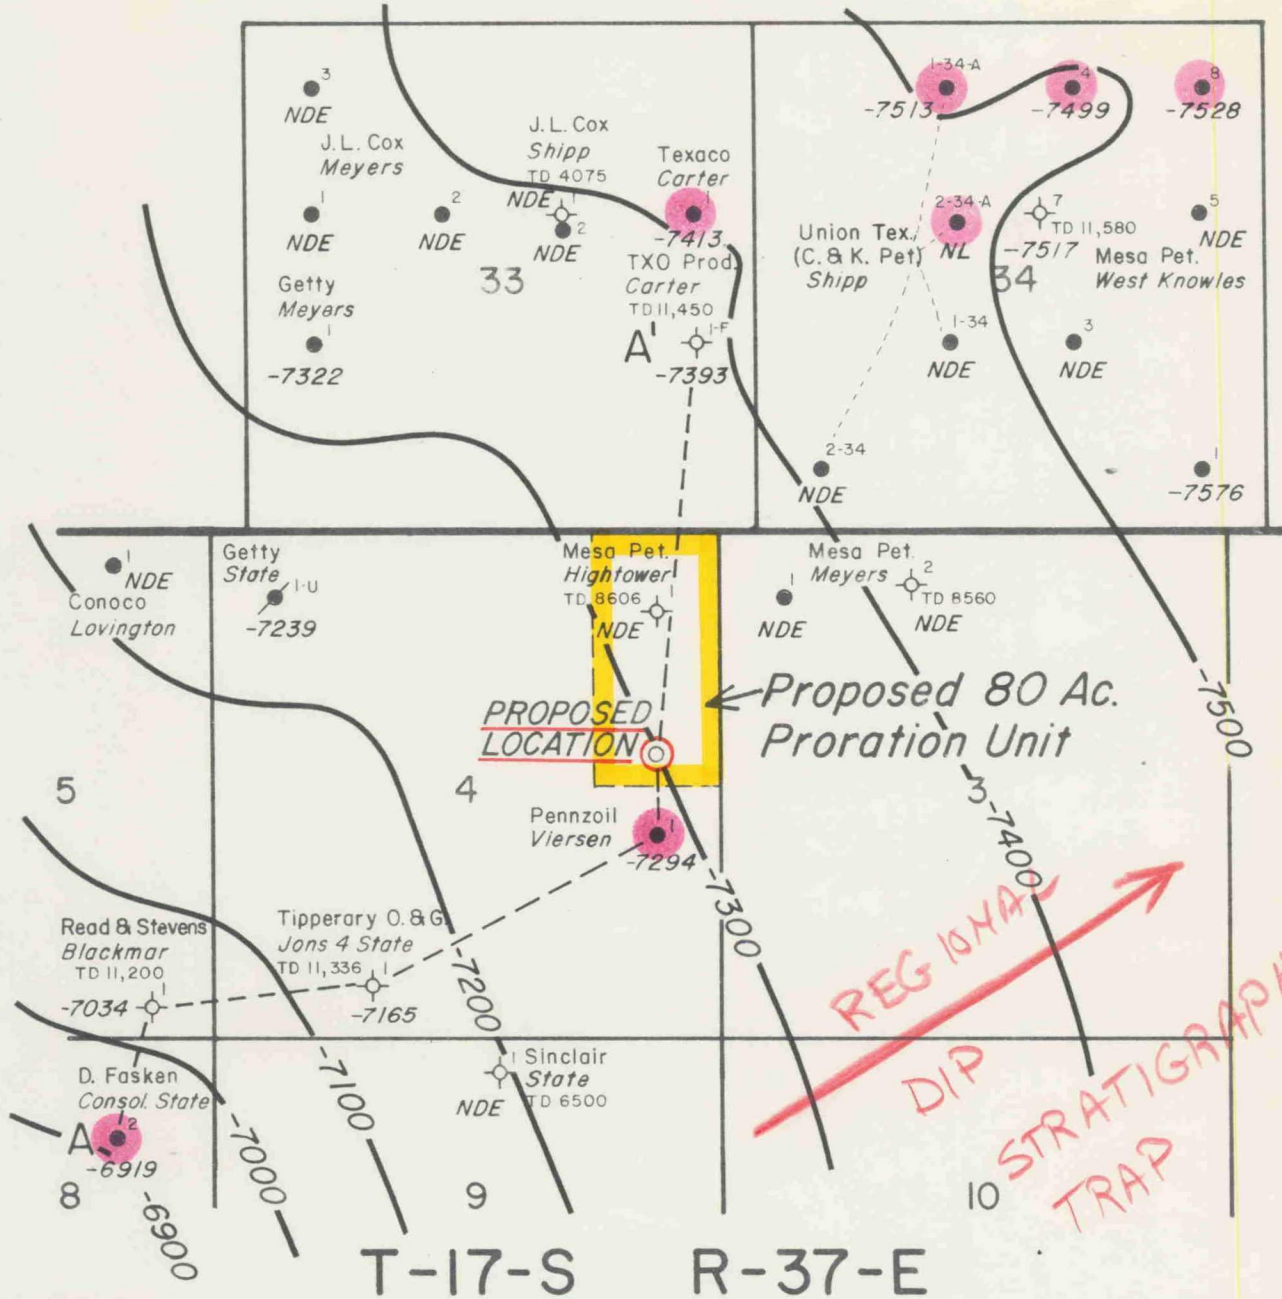 3
NDE
J.L. Cox
Meyers
1
NDE
2
NDE
J.L. Cox
Shipp
TD 4075
NDE
1
2
NDE
Texaco
Carter
1
-7413
33
Getty
Meyers
1
-7322
TXO Prod.
Carter
TD 11,450
1-F
A'
-7393
1-34-A
-7513
4
-7499
8
-7528
2-34-A
NL
7
TD 11,580
-7517
5
NDE
Union Tex.
(C. & K. Pet)
Shipp
34
Mesa Pet.
West Knowles
1-34
NDE
3
NDE
2-34
NDE
1
-7576
1
NDE
Conoco
Lovington
Getty
State
1-U
-7239
Mesa Pet.
Hightower
TD 8606
NDE
Mesa Pet.
Meyers
1
NDE
2
TD 8560
NDE
Proposed 80 Ac.
Proration Unit
PROPOSED
LOCATION
5
4
3
Pennzoil
Viersen
1
-7294
-7500
-7400
-7300
-7200
-7100
-7000
-6900
Read & Stevens
Blackmar
TD 11,200
1
-7034
Tipperary O. & G.
Jons 4 State
TD 11,336
1
-7165
REGIONAL
DIP
STRATIGRAPH
TRAP
D. Fasken
Consol. State
A
2
-6919
1
Sinclair
State
TD 6500
NDE
8
9
10
T-17-S R-37-E